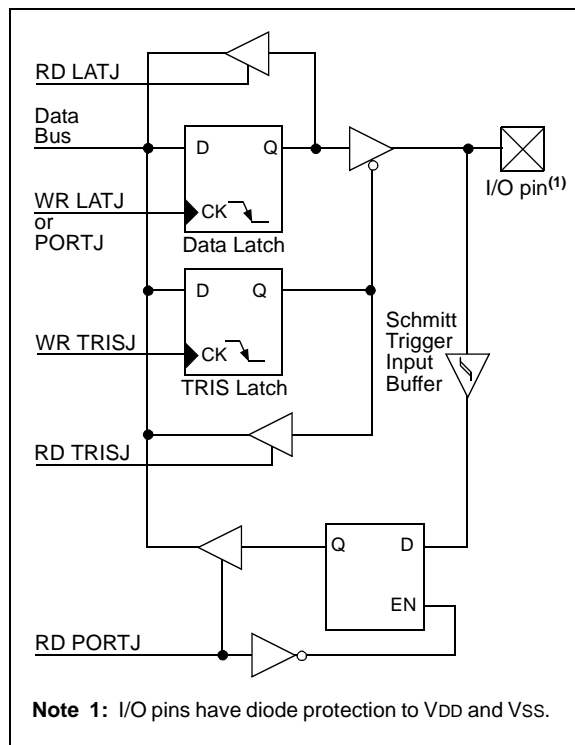 RD LATJ
Data
Bus
D
Q
I/O pin(1)
WR LATJ
or
PORTJ
CK
Data Latch
D
Q
WR TRISJ
CK
TRIS Latch
Schmitt
Trigger
Input
Buffer
RD TRISJ
Q
D
EN
RD PORTJ
Note 1: I/O pins have diode protection to VDD and VSS.